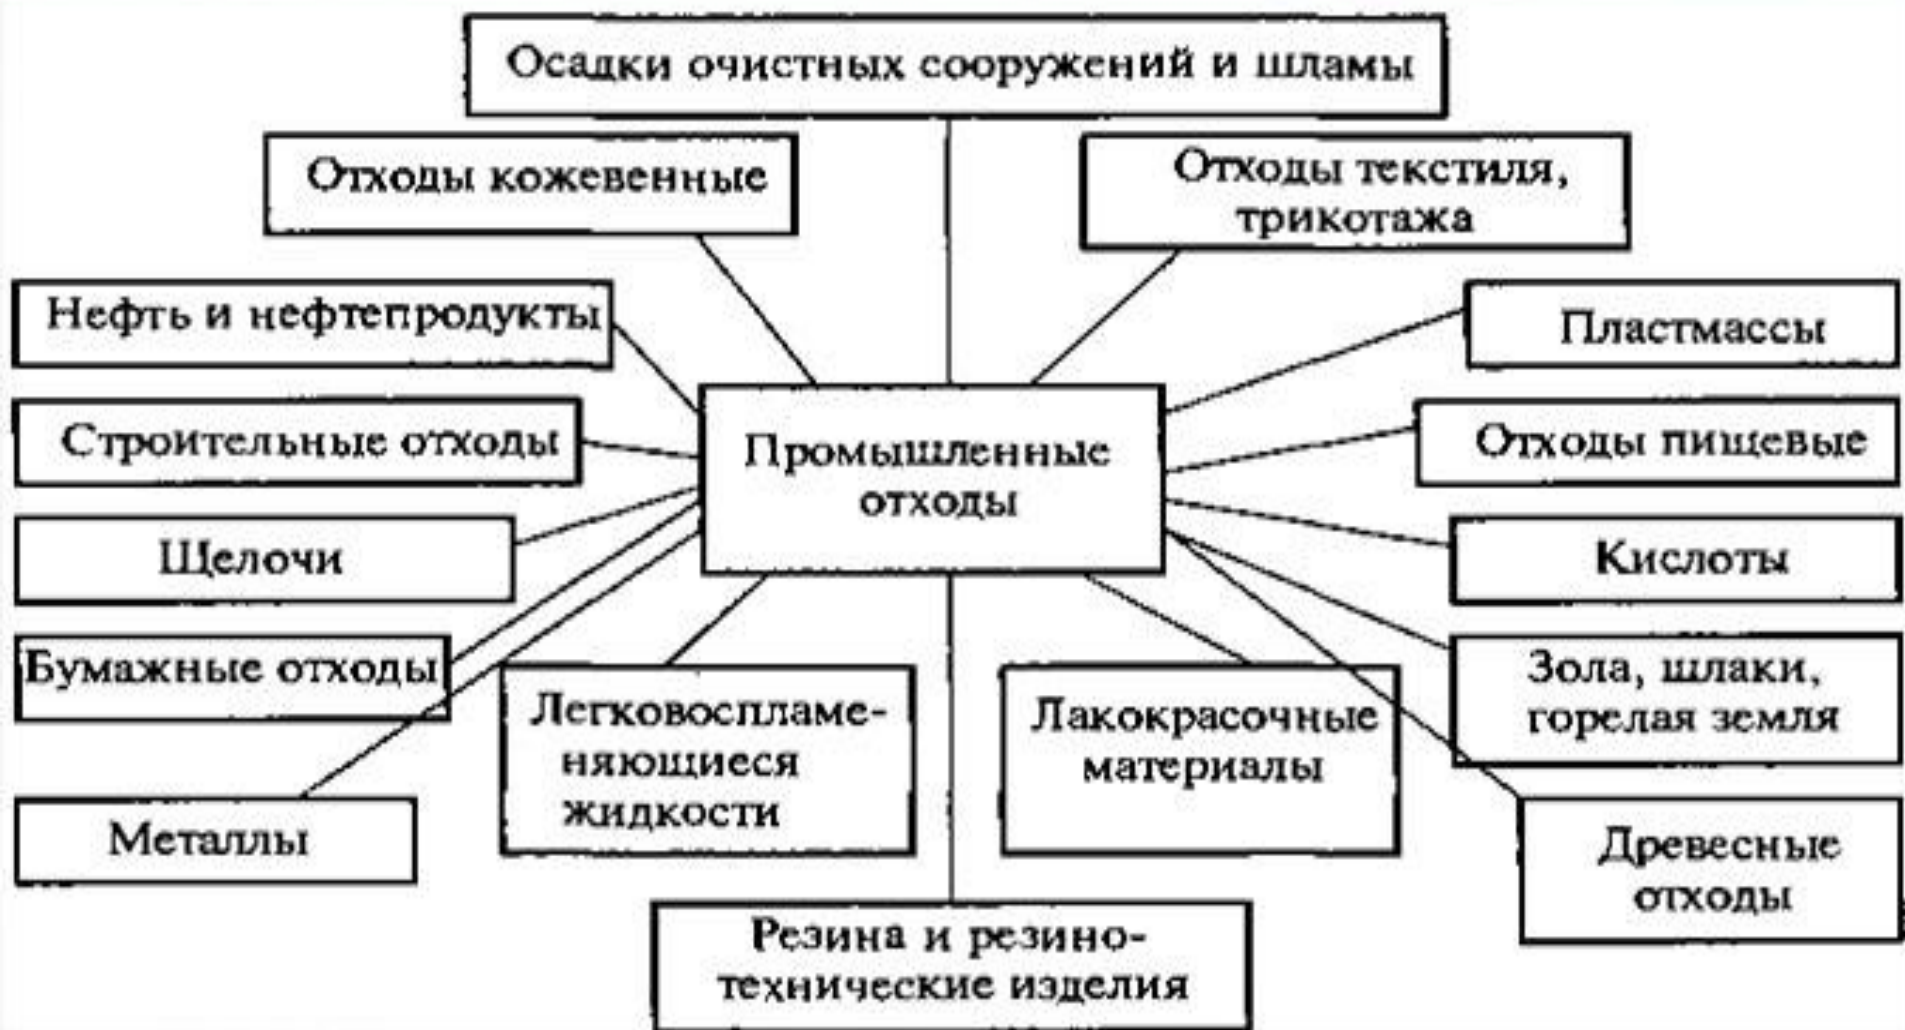 Осадки очистных сооружений и шламы
Отходы кожевенные
Отходы текстиля,
трикотажа
Нефть и нефтепродукты
Пластмассы
Строительные отходы
Промышленные
отходы
Отходы пищевые
Щелочи
Кислоты
Бумажные отходы
Легковоспламе-
няющиеся
жидкости
Лакокрасочные
материалы
Зола, шлаки,
горелая земля
Металлы
Древесные
отходы
Резина и резино-
технические изделия